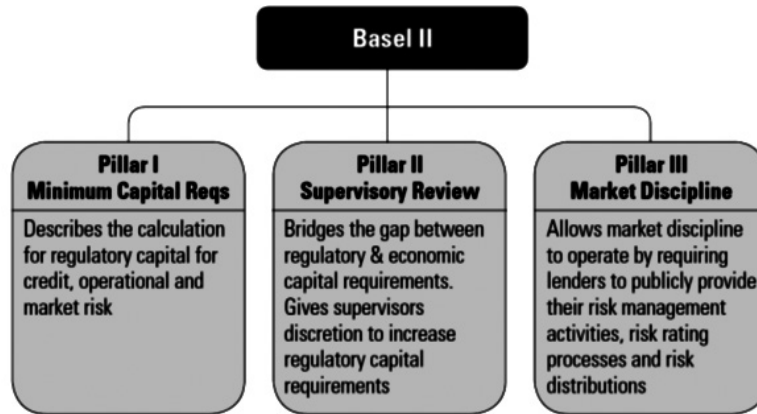 Basel II
Pillar I
Minimum Capital Reqs
Describes the calculation
for regulatory capital for
credit, operational and
market risk
Pillar II
Supervisory Review
Bridges the gap between
regulatory & economic
capital requirements.
Gives supervisors
discretion to increase
regulatory capital
requirements
Pillar III
Market Discipline
Allows market discipline
to operate by requiring
lenders to publicly provide
their risk management
activities, risk rating
processes and risk
distributions